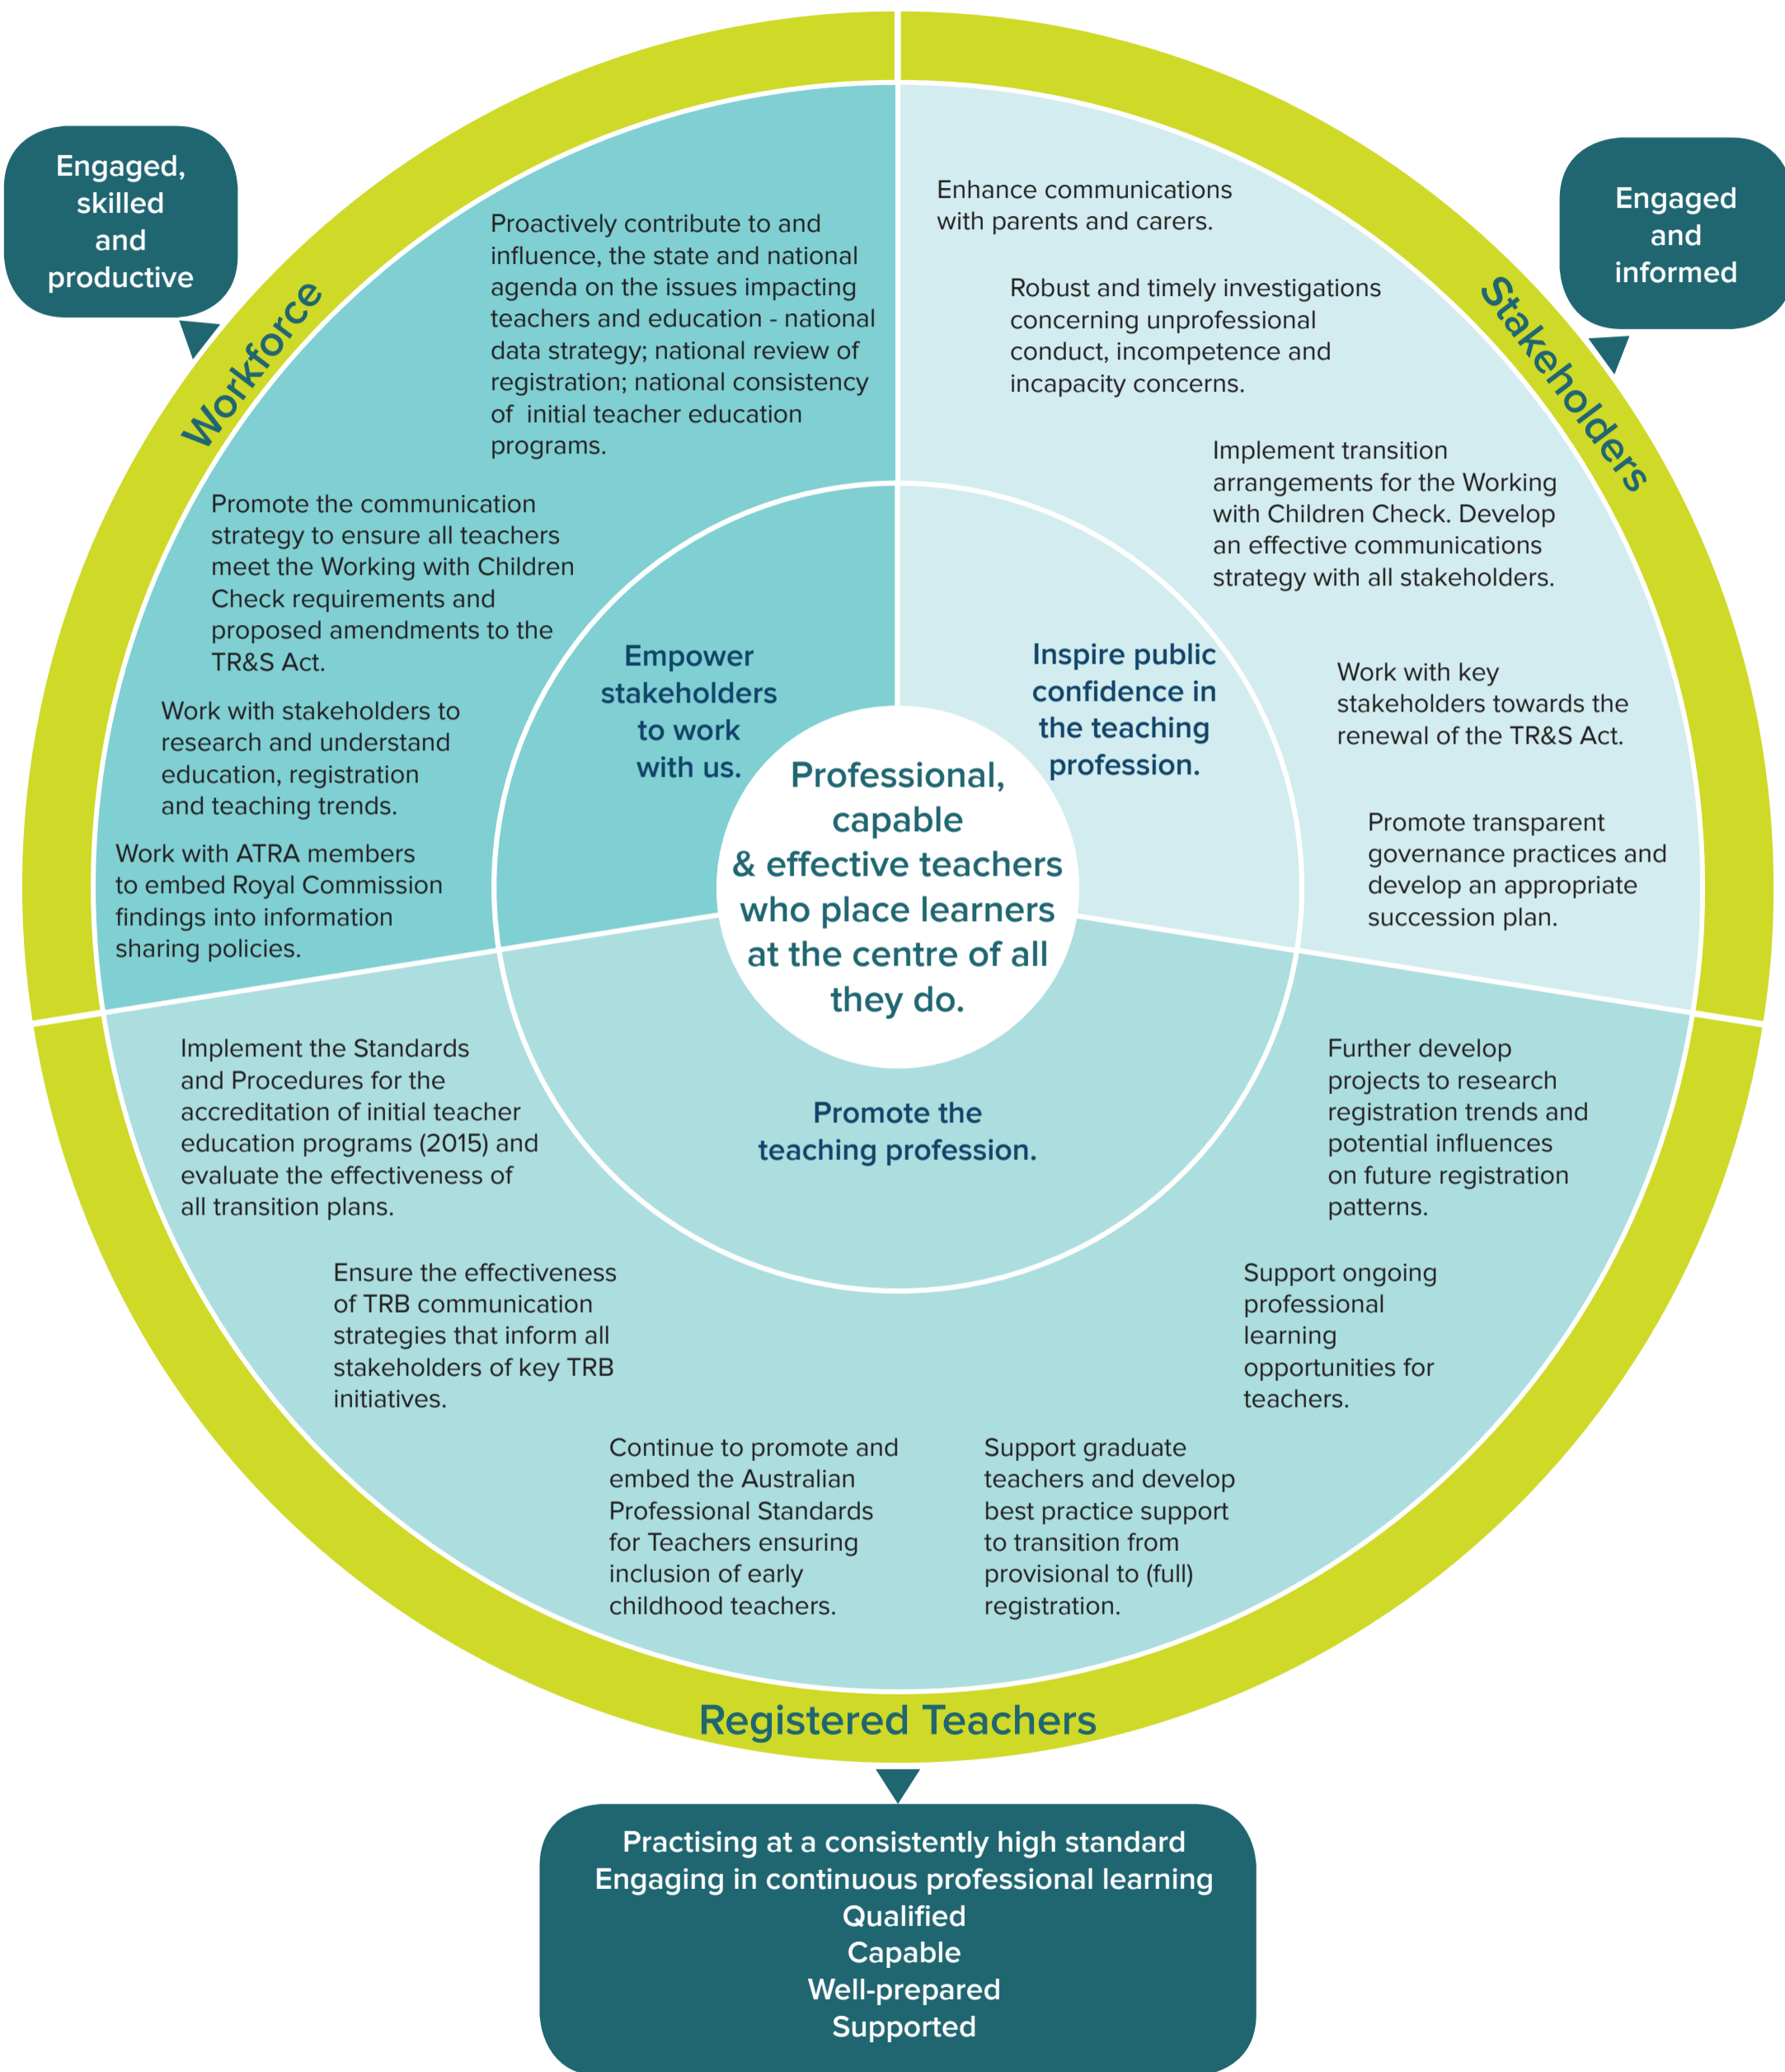 Engaged,
skilled
and
productive
Workforce
Proactively contribute to and
influence, the state and national
agenda on the issues impacting
teachers and education - national
data strategy; national review of
registration; national consistency
of  initial teacher education
programs.
Promote the communication
strategy to ensure all teachers
meet the Working with Children
Check requirements and
proposed amendments to the
TR&S Act.
Work with stakeholders to
research and understand
education, registration
and teaching trends.
Work with ATRA members
to embed Royal Commission
findings into information
sharing policies.
Empower
stakeholders
to work
with us.
Engaged
and
informed
Stakeholders
Enhance communications
with parents and carers.
Robust and timely investigations
concerning unprofessional
conduct, incompetence and
incapacity concerns.
Implement transition
arrangements for the Working
with Children Check. Develop
an effective communications
strategy with all stakeholders.
Work with key
stakeholders towards the
renewal of the TR&S Act.
Promote transparent
governance practices and
develop an appropriate
succession plan.
Inspire public
confidence in
the teaching
profession.
Professional,
capable
& effective teachers
who place learners
at the centre of all
they do.
Promote the
teaching profession.
Implement the Standards
and Procedures for the
accreditation of initial teacher
education programs (2015) and
evaluate the effectiveness of
all transition plans.
Ensure the effectiveness
of TRB communication
strategies that inform all
stakeholders of key TRB
initiatives.
Continue to promote and
embed the Australian
Professional Standards
for Teachers ensuring
inclusion of early
childhood teachers.
Support graduate
teachers and develop
best practice support
to transition from
provisional to (full)
registration.
Support ongoing
professional
learning
opportunities for
teachers.
Further develop
projects to research
registration trends and
potential influences
on future registration
patterns.
Registered Teachers
Practising at a consistently high standard
Engaging in continuous professional learning
Qualified
Capable
Well-prepared
Supported